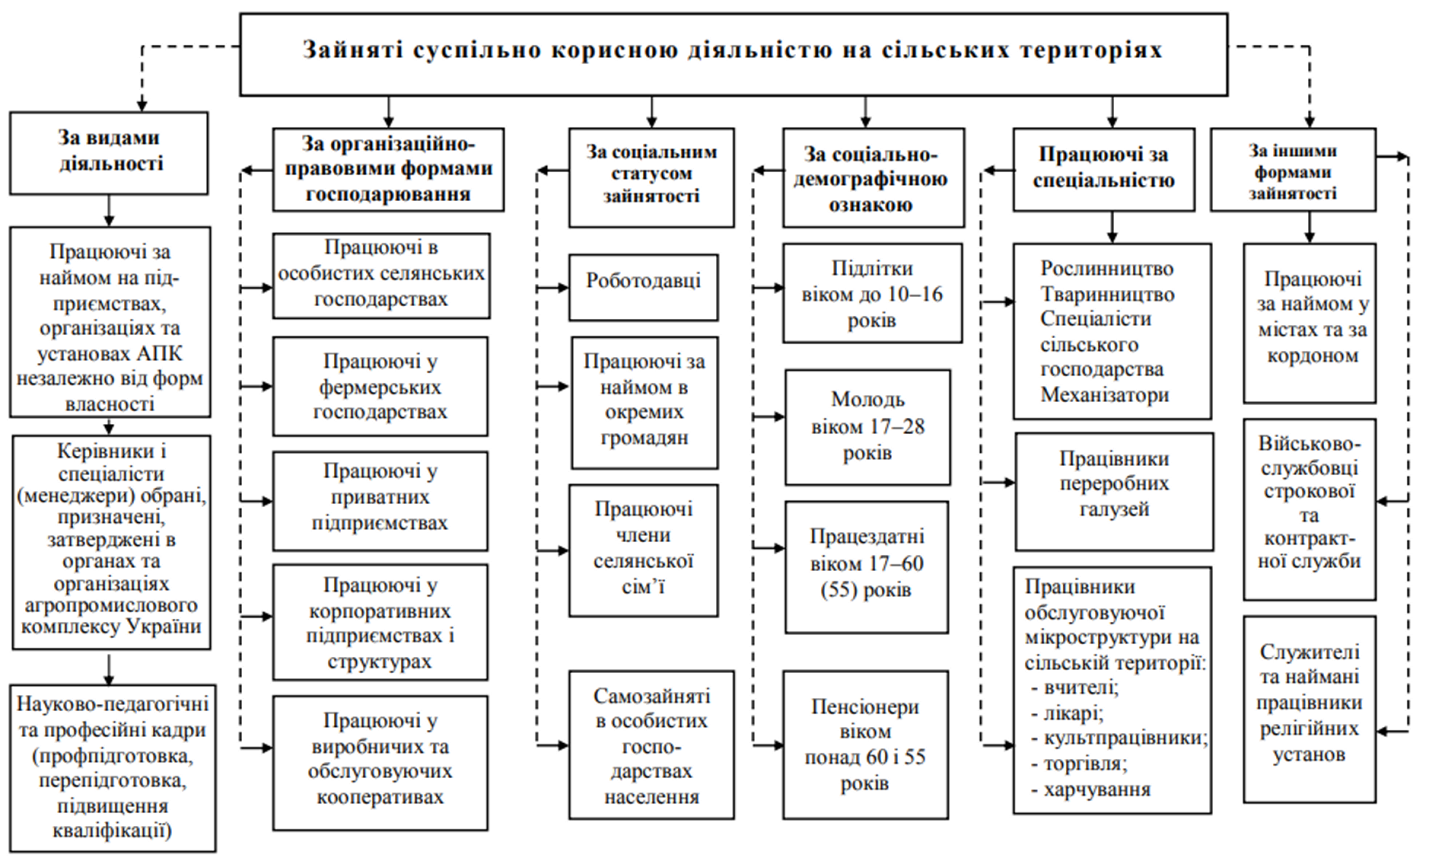 Зайняті суспільно корисною діяльністю на сільських територіях
За видами
діяльності
Працюючі за
наймом на під-
приємствах,
організаціях та
установах АПК
незалежно від форм
власності
Керівники і
спеціалісти
(менеджери) обрані,
призначені,
затверджені в
органах та
організаціях
агропромислового
комплексу України
Науково-педагогічні
та професійні кадри
(профпідготовка,
перепідготовка,
підвищення
кваліфікації)
За організаційно-
правовими формами
господарювання
Працюючі в
особистих селянських
господарствах
Працюючі у
фермерських
господарствах
Працюючі у
приватних
підприємствах
Працюючі у
корпоративних
підприємствах і
структурах
Працюючі у
виробничих та
обслуговуючих
кооперативах
За соціальним
статусом
зайнятості
Роботодавці
Працюючі за
наймом в
окремих
громадян
Працюючі
члени
селянської
сім’ї
Самозайняті
в особистих
госпо-
дарствах
населення
За соціально-
демографічною
ознакою
Підлітки
віком до 10–16
років
Молодь
віком 17–28
років
Працездатні
віком 17–60
(55) років
Пенсіонери
віком
понад 60 і 55
років
Працюючі за
спеціальністю
Рослинництво
Тваринництво
Спеціалісти
сільського
господарства
Механізатори
Працівники
переробних
галузей
Працівники
обслуговуючої
мікроструктури на
сільській території:
- вчителі;
- лікарі;
- культпрацівники;
- торгівля;
- харчування
За іншими
формами
зайнятості
Працюючі
за наймом у
містах та за
кордоном
Військово-
службовці
строкової
та
контракт-
ної служби
Служителі
та наймані
працівники
релігійних
установ